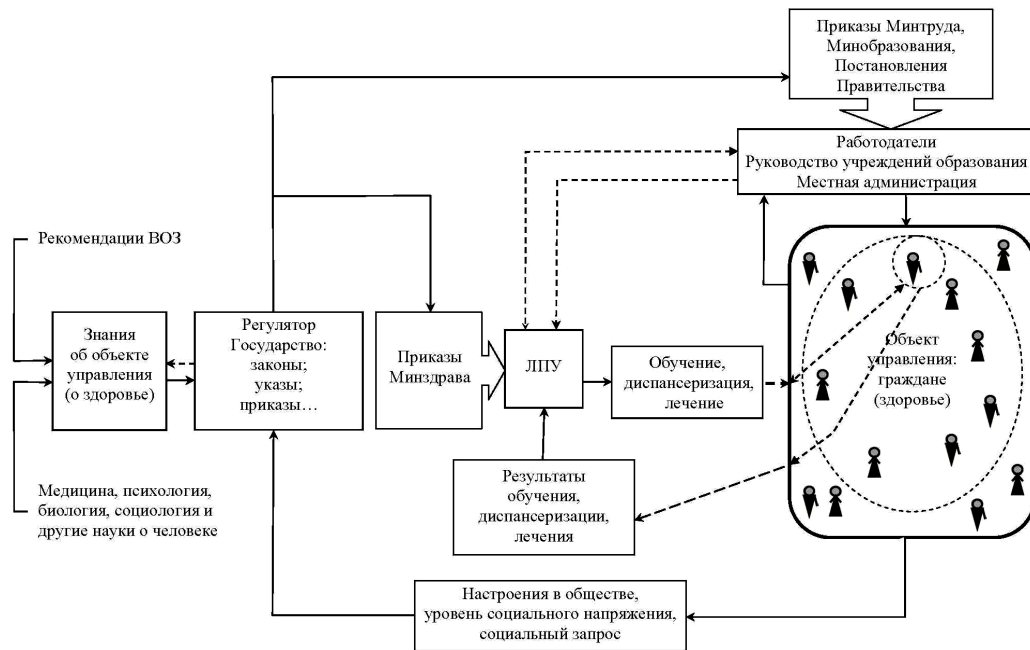 Приказы Минтруда,
Минобразования,
Постановления
Правительства
Работодатели
Руководство учреждений образования
Местная администрация
Рекомендации ВОЗ
Знания
об объекте
управления
(о здоровье)
Регулятор
Государство:
законы;
указы;
приказы…
Приказы
Минздрава
ЛПУ
Обучение,
диспансеризация,
лечение
Объект
управления:
граждане
(здоровье)
Медицина, психология,
биология, социология и
другие науки о человеке
Результаты
обучения,
диспансеризации,
лечения
Настроения в обществе,
уровень социального напряжения,
социальный запрос